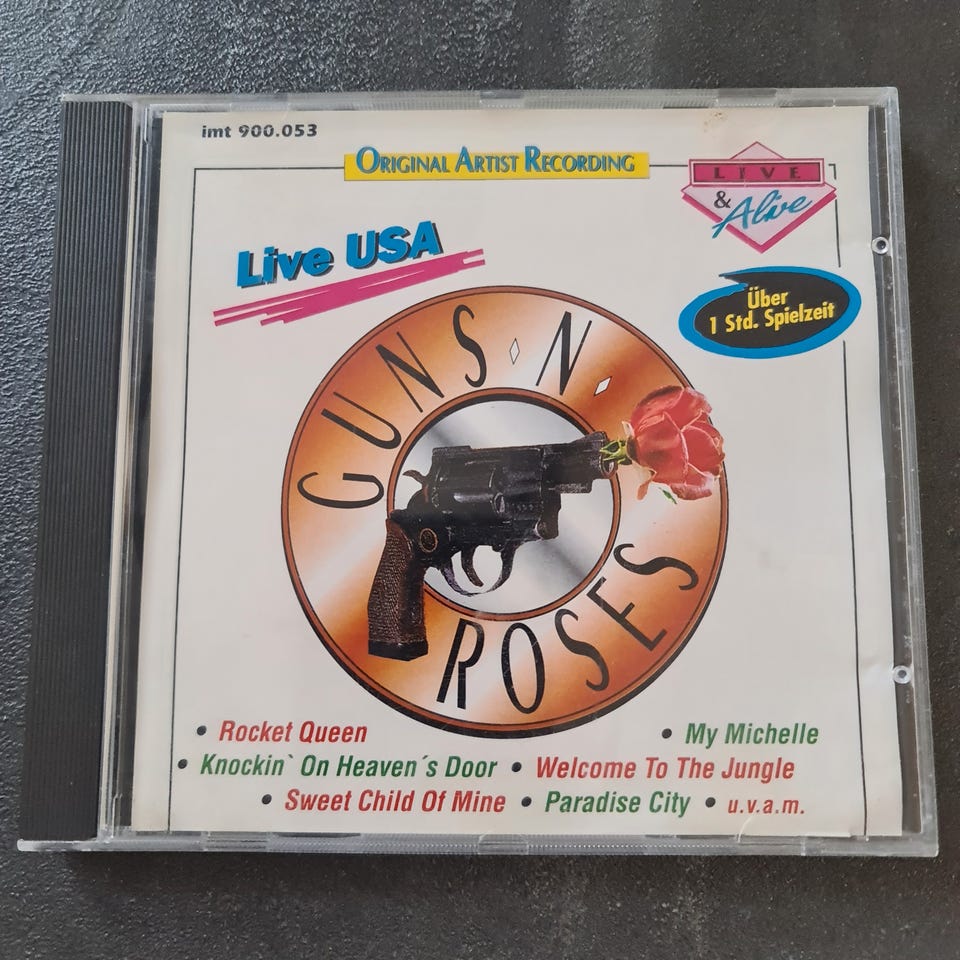 imt 900.053
ORIGINAL ARTIST RECORDING
LIVE
& Alive
Live USA
Über
1 Std. Spielzeit
GUNS · N ·
ROSES
• Rocket Queen • My Michelle
• Knockin` On Heaven´s Door • Welcome To The Jungle
• Sweet Child Of Mine • Paradise City • u.v.a.m.